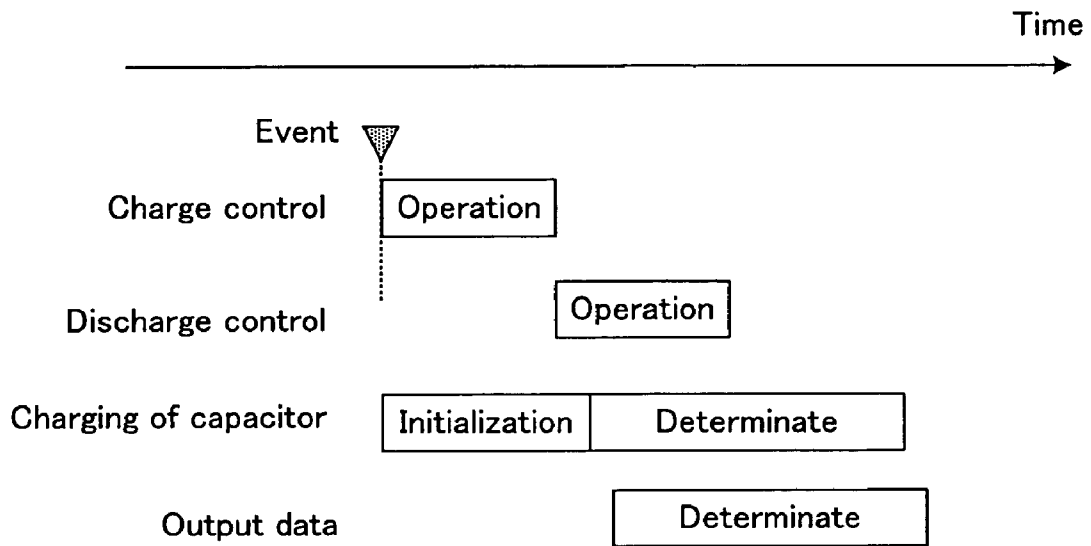 Time
Event
Charge control
Operation
Discharge control
Operation
Charging of capacitor
Initialization
Determinate
Output data
Determinate